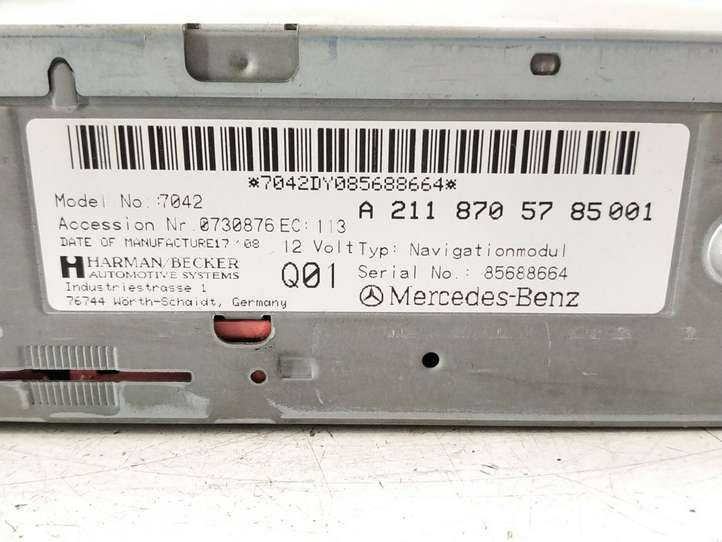 *7042DY085688664*
Model No.:7042
A 211 870 57 85 001
Accession Nr.0730876 EC: 113
DATE OF MANUFACTURE17/08 12 Volt Typ: Navigationmodul
HARMAN/BECKER
AUTOMOTIVE SYSTEMS
Q01
Serial No.: 85688664
Industriestrasse 1
76744 Wörth-Schaidt, Germany
Mercedes-Benz